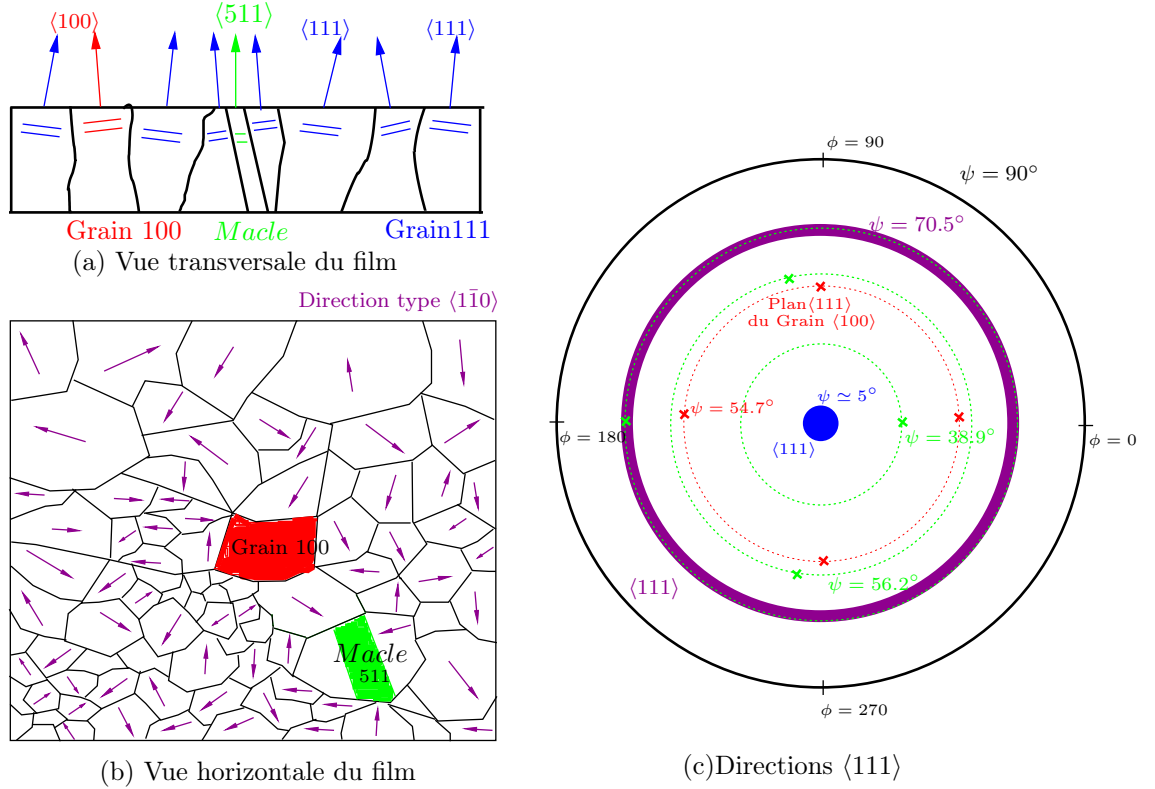 ⟨100⟩
⟨511⟩
⟨111⟩
⟨111⟩
Grain 100
Macle
Grain111
(a) Vue transversale du film
Direction type ⟨11̄0⟩
Grain 100
Macle
511
(b) Vue horizontale du film
ϕ = 90
ψ = 90°
ψ = 70.5°
Plan⟨111⟩
du Grain ⟨100⟩
ψ ≃ 5°
ψ = 54.7°
ϕ = 180
ψ = 38.9°
ϕ = 0
⟨111⟩
⟨111⟩
ψ = 56.2°
ϕ = 270
(c)Directions ⟨111⟩